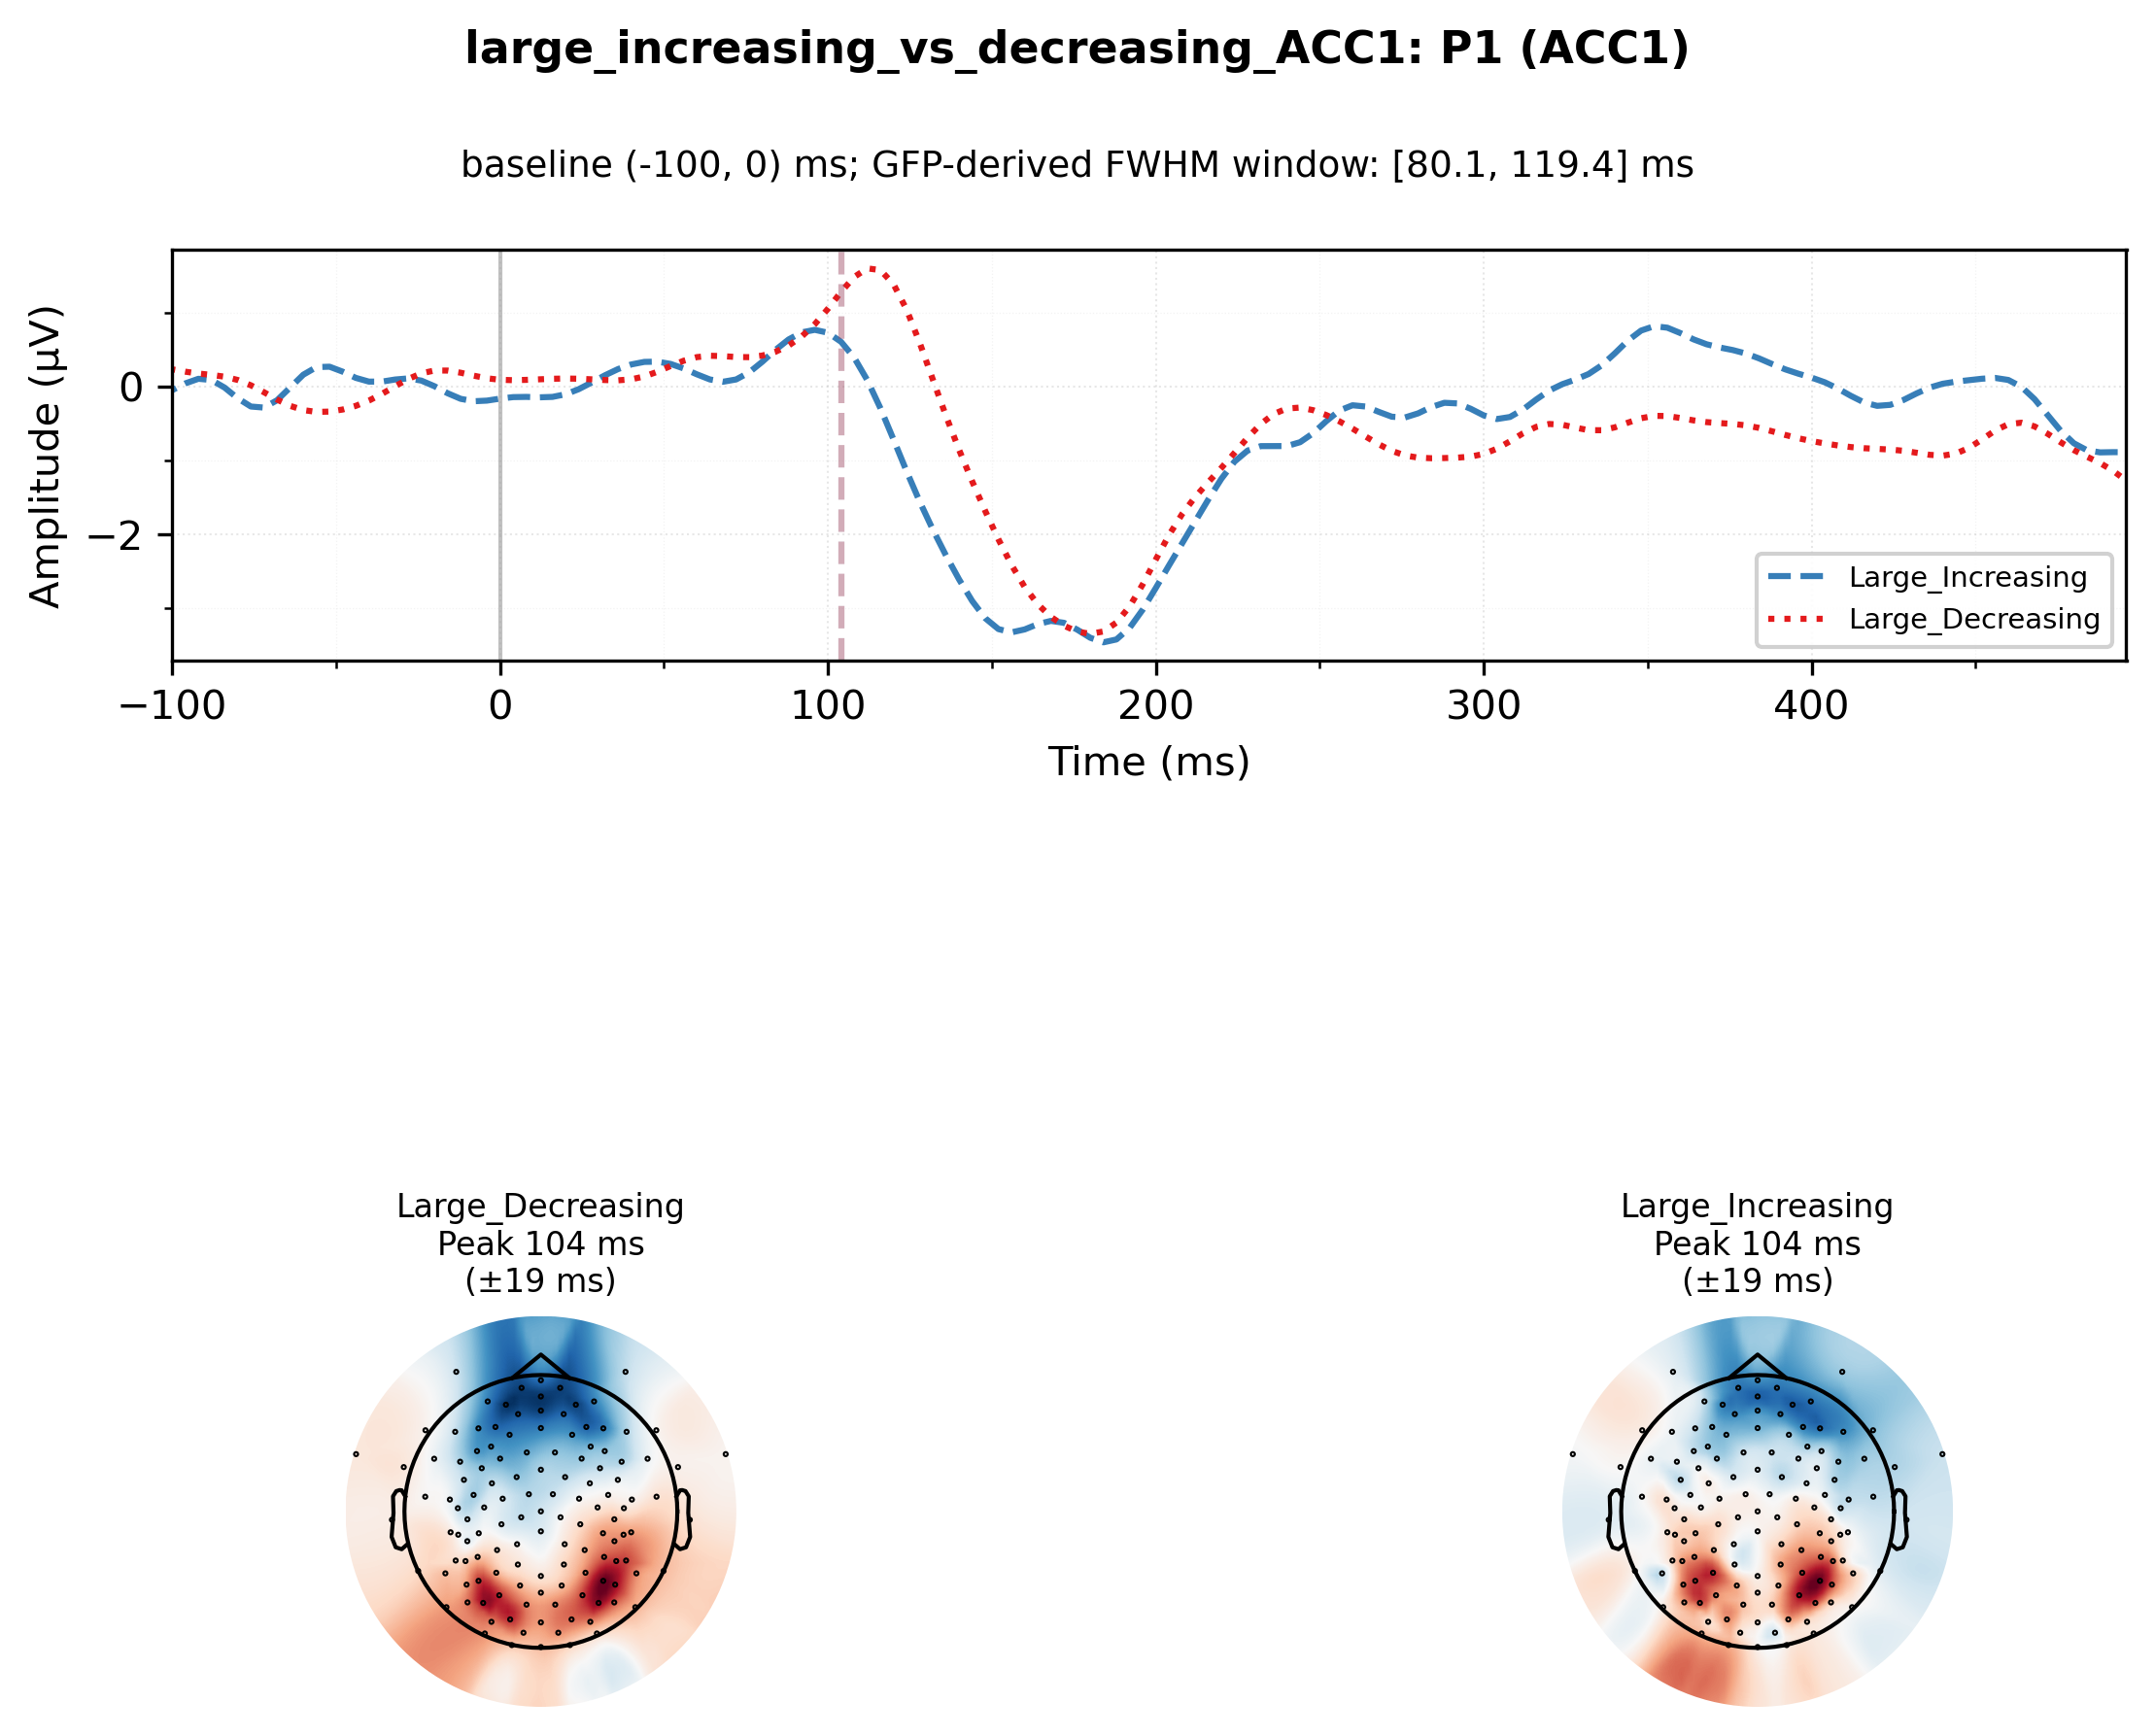 large_increasing_vs_decreasing_ACC1: P1 (ACC1)
baseline (-100, 0) ms; GFP-derived FWHM window: [80.1, 119.4] ms
Amplitude (µV)
0
−2
Large_Increasing
Large_Decreasing
−100 0 100 200 300 400
Time (ms)
Large_Decreasing
Peak 104 ms
(±19 ms)
Large_Increasing
Peak 104 ms
(±19 ms)